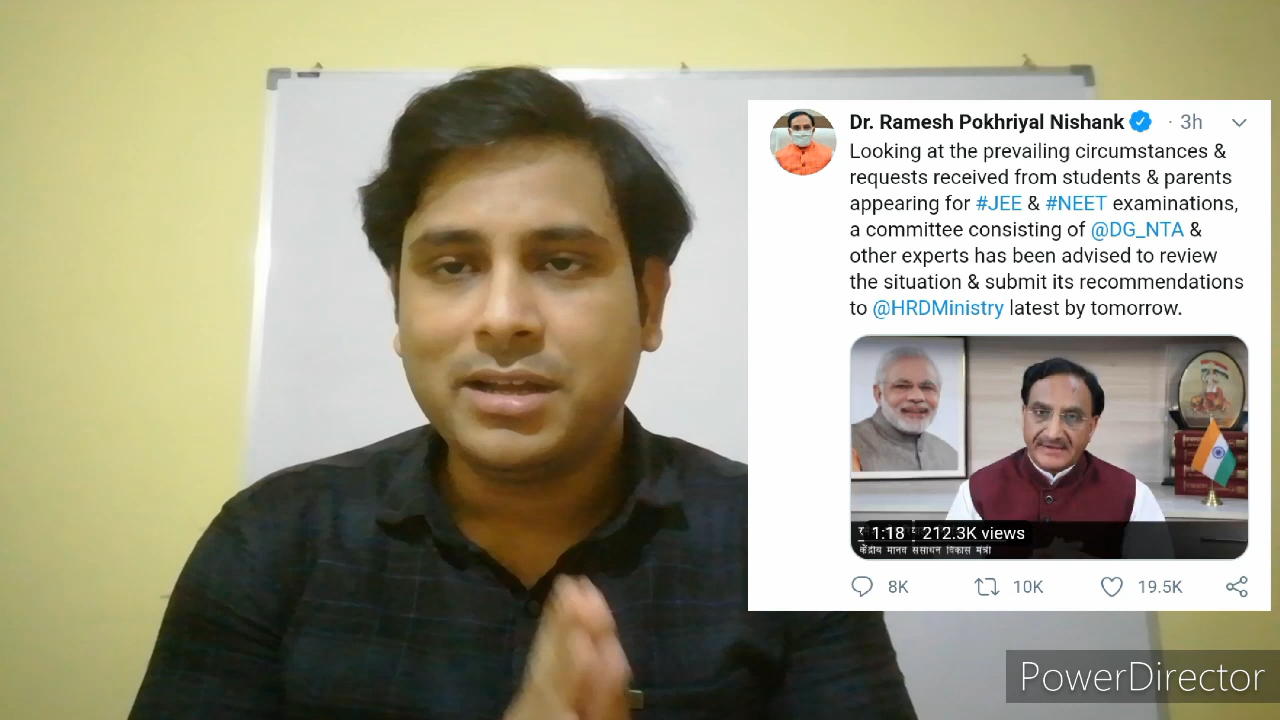 Dr. Ramesh Pokhriyal Nishank · 3h
Looking at the prevailing circumstances &
requests received from students & parents
appearing for #JEE & #NEET examinations,
a committee consisting of @DG_NTA &
other experts has been advised to review
the situation & submit its recommendations
to @HRDMinistry latest by tomorrow.
1:18 212.3K views
केंद्रीय मानव संसाधन विकास मंत्री
8K 10K 19.5K
PowerDirector